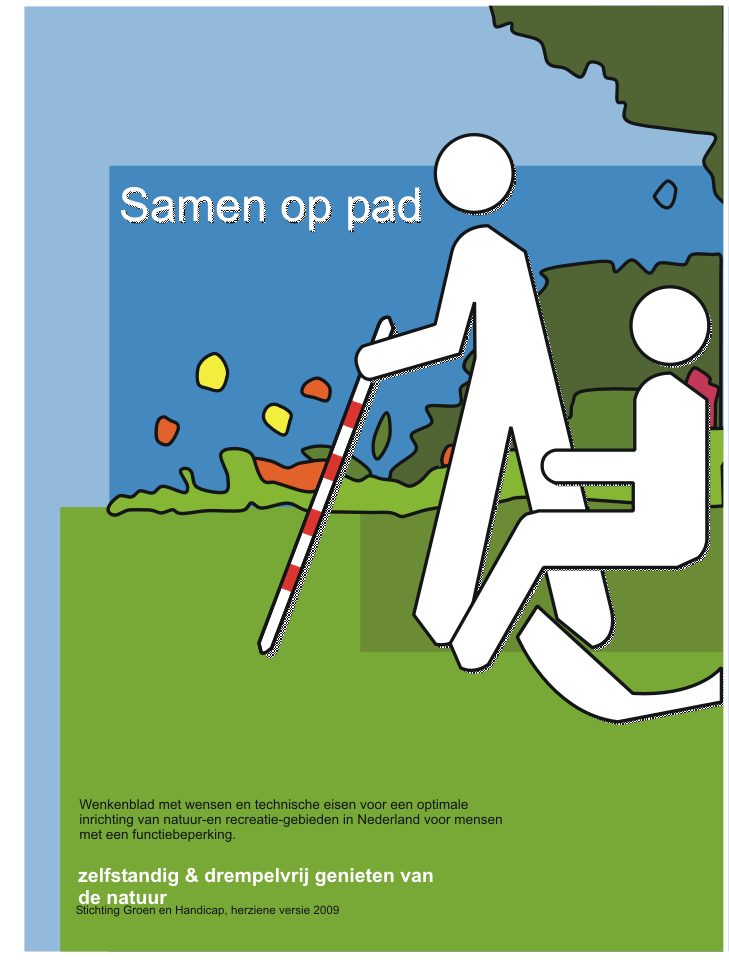 Samen op pad
Wenkenblad met wensen en technische eisen voor een optimale
inrichting van natuur-en recreatie-gebieden in Nederland voor mensen
met een functiebeperking.
zelfstandig & drempelvrij genieten van
de natuur
Stichting Groen en Handicap, herziene versie 2009